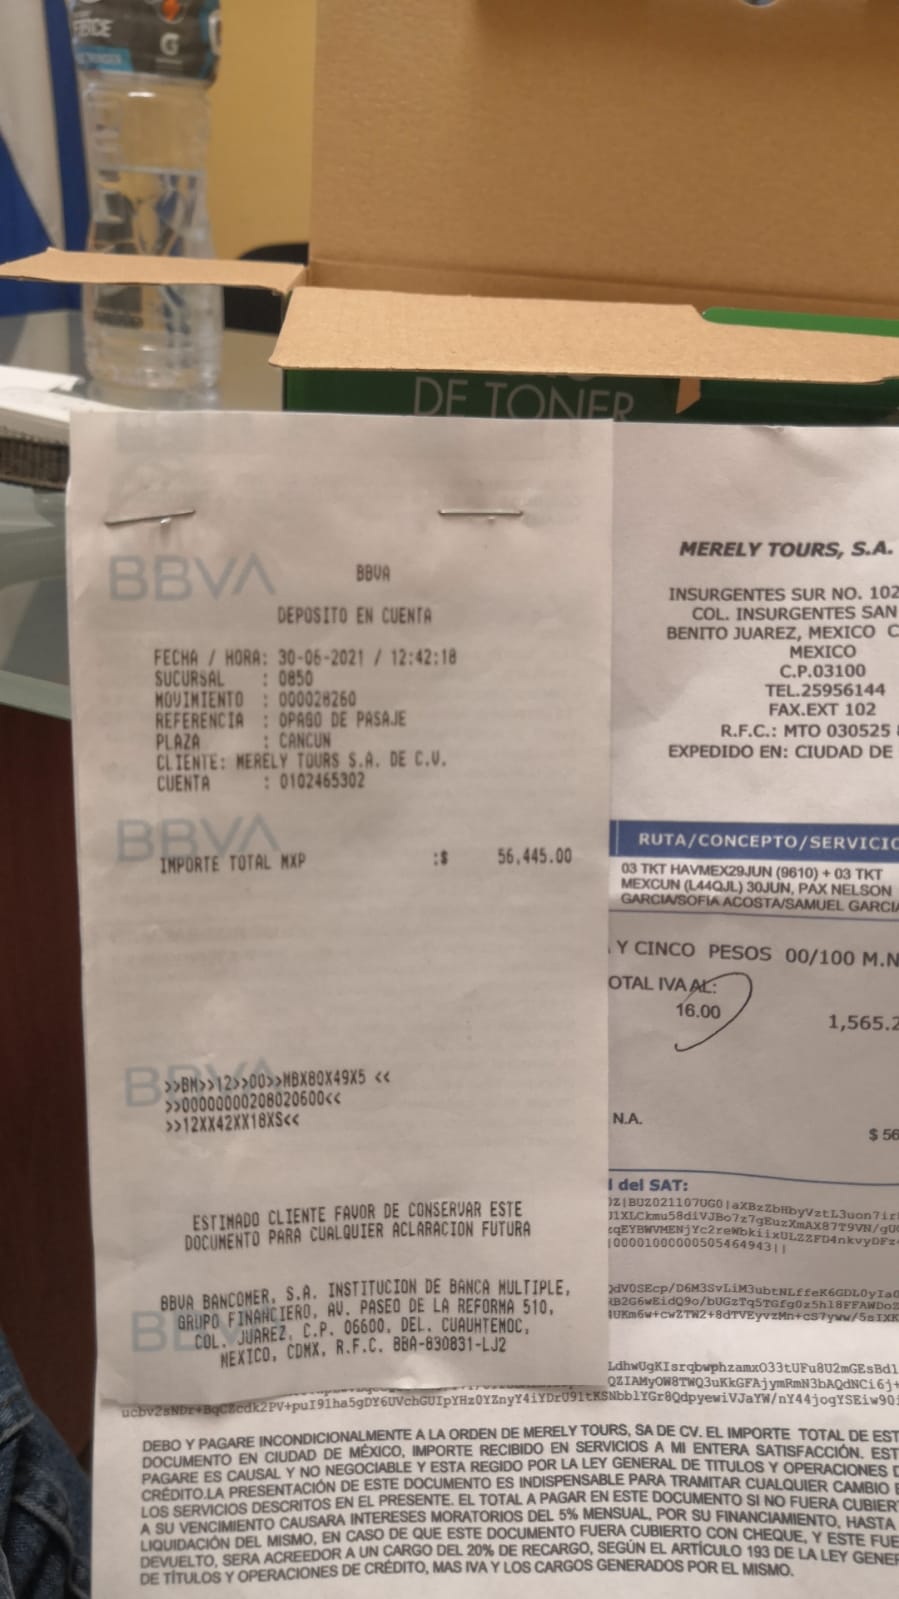 G
DE TONER
BBVA
BBVA
DEPOSITO EN CUENTA
FECHA / HORA: 30-06-2021 / 12:42:18
SUCURSAL : 0850
MOVIMIENTO : 000028260
REFERENCIA : OPAGO DE PASAJE
PLAZA : CANCUN
CLIENTE: MERELY TOURS S.A. DE C.V.
CUENTA : 0102465302
BBVA
IMPORTE TOTAL MXP :$ 56,445.00
BBVA
>>BM>>12>>00>>MBX80X49X5 <<
>>00000000208020600<<
>>12XX42XX18XS<<
ESTIMADO CLIENTE FAVOR DE CONSERVAR ESTE
DOCUMENTO PARA CUALQUIER ACLARACION FUTURA
BBVA BANCOMER, S.A. INSTITUCION DE BANCA MULTIPLE,
GRUPO FINANCIERO, AV. PASEO DE LA REFORMA 510,
COL. JUAREZ, C.P. 06600, DEL. CUAUHTEMOC,
MEXICO, CDMX, R.F.C. BBA-830831-LJ2
MERELY TOURS, S.A.
INSURGENTES SUR NO. 102
COL. INSURGENTES SAN
BENITO JUAREZ, MEXICO C
MEXICO
C.P.03100
TEL.25956144
FAX.EXT 102
R.F.C.: MTO 030525
EXPEDIDO EN: CIUDAD DE
RUTA/CONCEPTO/SERVICIO
03 TKT HAVMEX29JUN (9610) + 03 TKT
MEXCUN (L44QJL) 30JUN, PAX NELSON
GARCIA/SOFIA ACOSTA/SAMUEL GARCIA
Y CINCO PESOS 00/100 M.N
OTAL IVA AL:
16.00
1,565.2
N.A.
$ 56
del SAT:
|00001000000505464943||
DEBO Y PAGARE INCONDICIONALMENTE A LA ORDEN DE MERELY TOURS, SA DE CV. EL IMPORTE TOTAL DE EST
DOCUMENTO EN CIUDAD DE MÉXICO, IMPORTE RECIBIDO EN SERVICIOS A MI ENTERA SATISFACCIÓN. EST
PAGARE ES CAUSAL Y NO NEGOCIABLE Y ESTA REGIDO POR LA LEY GENERAL DE TITULOS Y OPERACIONES D
CRÉDITO.LA PRESENTACIÓN DE ESTE DOCUMENTO ES INDISPENSABLE PARA TRAMITAR CUALQUIER CAMBIO E
LOS SERVICIOS DESCRITOS EN EL PRESENTE. EL TOTAL A PAGAR EN ESTE DOCUMENTO SI NO FUERA CUBIER
A SU VENCIMIENTO CAUSARA INTERESES MORATORIOS DEL 5% MENSUAL, POR SU FINANCIAMIENTO, HASTA
LIQUIDACIÓN DEL MISMO, EN CASO DE QUE ESTE DOCUMENTO FUERA CUBIERTO CON CHEQUE, Y ESTE FUE
DEVUELTO, SERA ACREEDOR A UN CARGO DEL 20% DE RECARGO, SEGÚN EL ARTÍCULO 193 DE LA LEY GENE
DE TÍTULOS Y OPERACIONES DE CRÉDITO, MAS IVA Y LOS CARGOS GENERADOS POR EL MISMO.